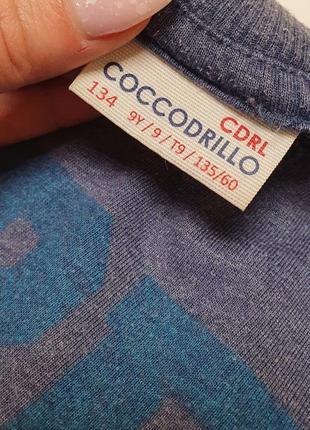 CDRL
COCCODRILLO
134
9Y / 9 / T9 / 135/60